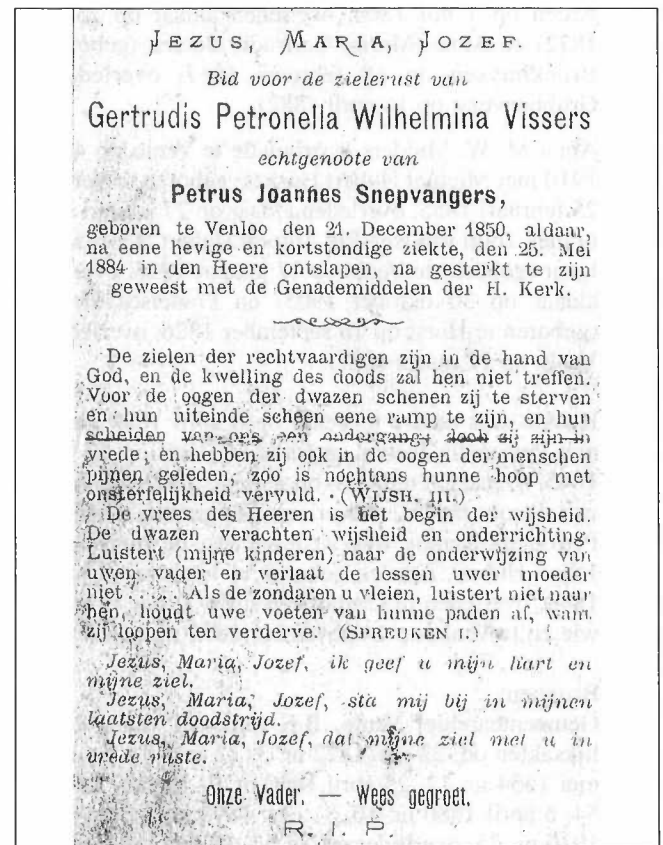 JEZUS, MARIA, JOZEF.
Bid voor de zielerust van
Gertrudis Petronella Wilhelmina Vissers
echtgenoote van
Petrus Joannes Snepvangers,
geboren te Venloo den 21. December 1850, aldaar,
na eene hevige en kortstondige ziekte, den 25. Mei
1884 in den Heere ontslapen, na gesterkt te zijn
geweest met de Genademiddelen der H. Kerk.
De zielen der rechtvaardigen zijn in de hand van
God, en de kwelling des doods zal hen niet treffen.
Voor de oogen der dwazen schenen zij te sterven
en hun uiteinde scheen eene ramp te zijn, en hun
scheiden van ons een ondergang; doch zij zijn in
vrede; en hebben zij ook in de oogen der menschen
pijnen geleden, zoo is nochtans hunne hoop met
onsterfelijkheid vervuld. (WIJSH. III.)
De vrees des Heeren is het begin der wijsheid.
De dwazen verachten wijsheid en onderrichting.
Luistert (mijne kinderen) naar de onderwijzing van
uwen vader en verlaat de lessen uwer moeder
niet . . . . Als de zondaren u vleien, luistert niet naar
hen, houdt uwe voeten van hunne paden af, want
zij loopen ten verderve. (SPREUKEN I.)
Jezus, Maria, Jozef, ik geef u mijn hart en
mijne ziel.
Jezus, Maria, Jozef, sta mij bij in mijnen
laatsten doodstrijd.
Jezus, Maria, Jozef, dat mijne ziel met u in
vrede ruste.
Onze Vader. — Wees gegroet.
R. I. P